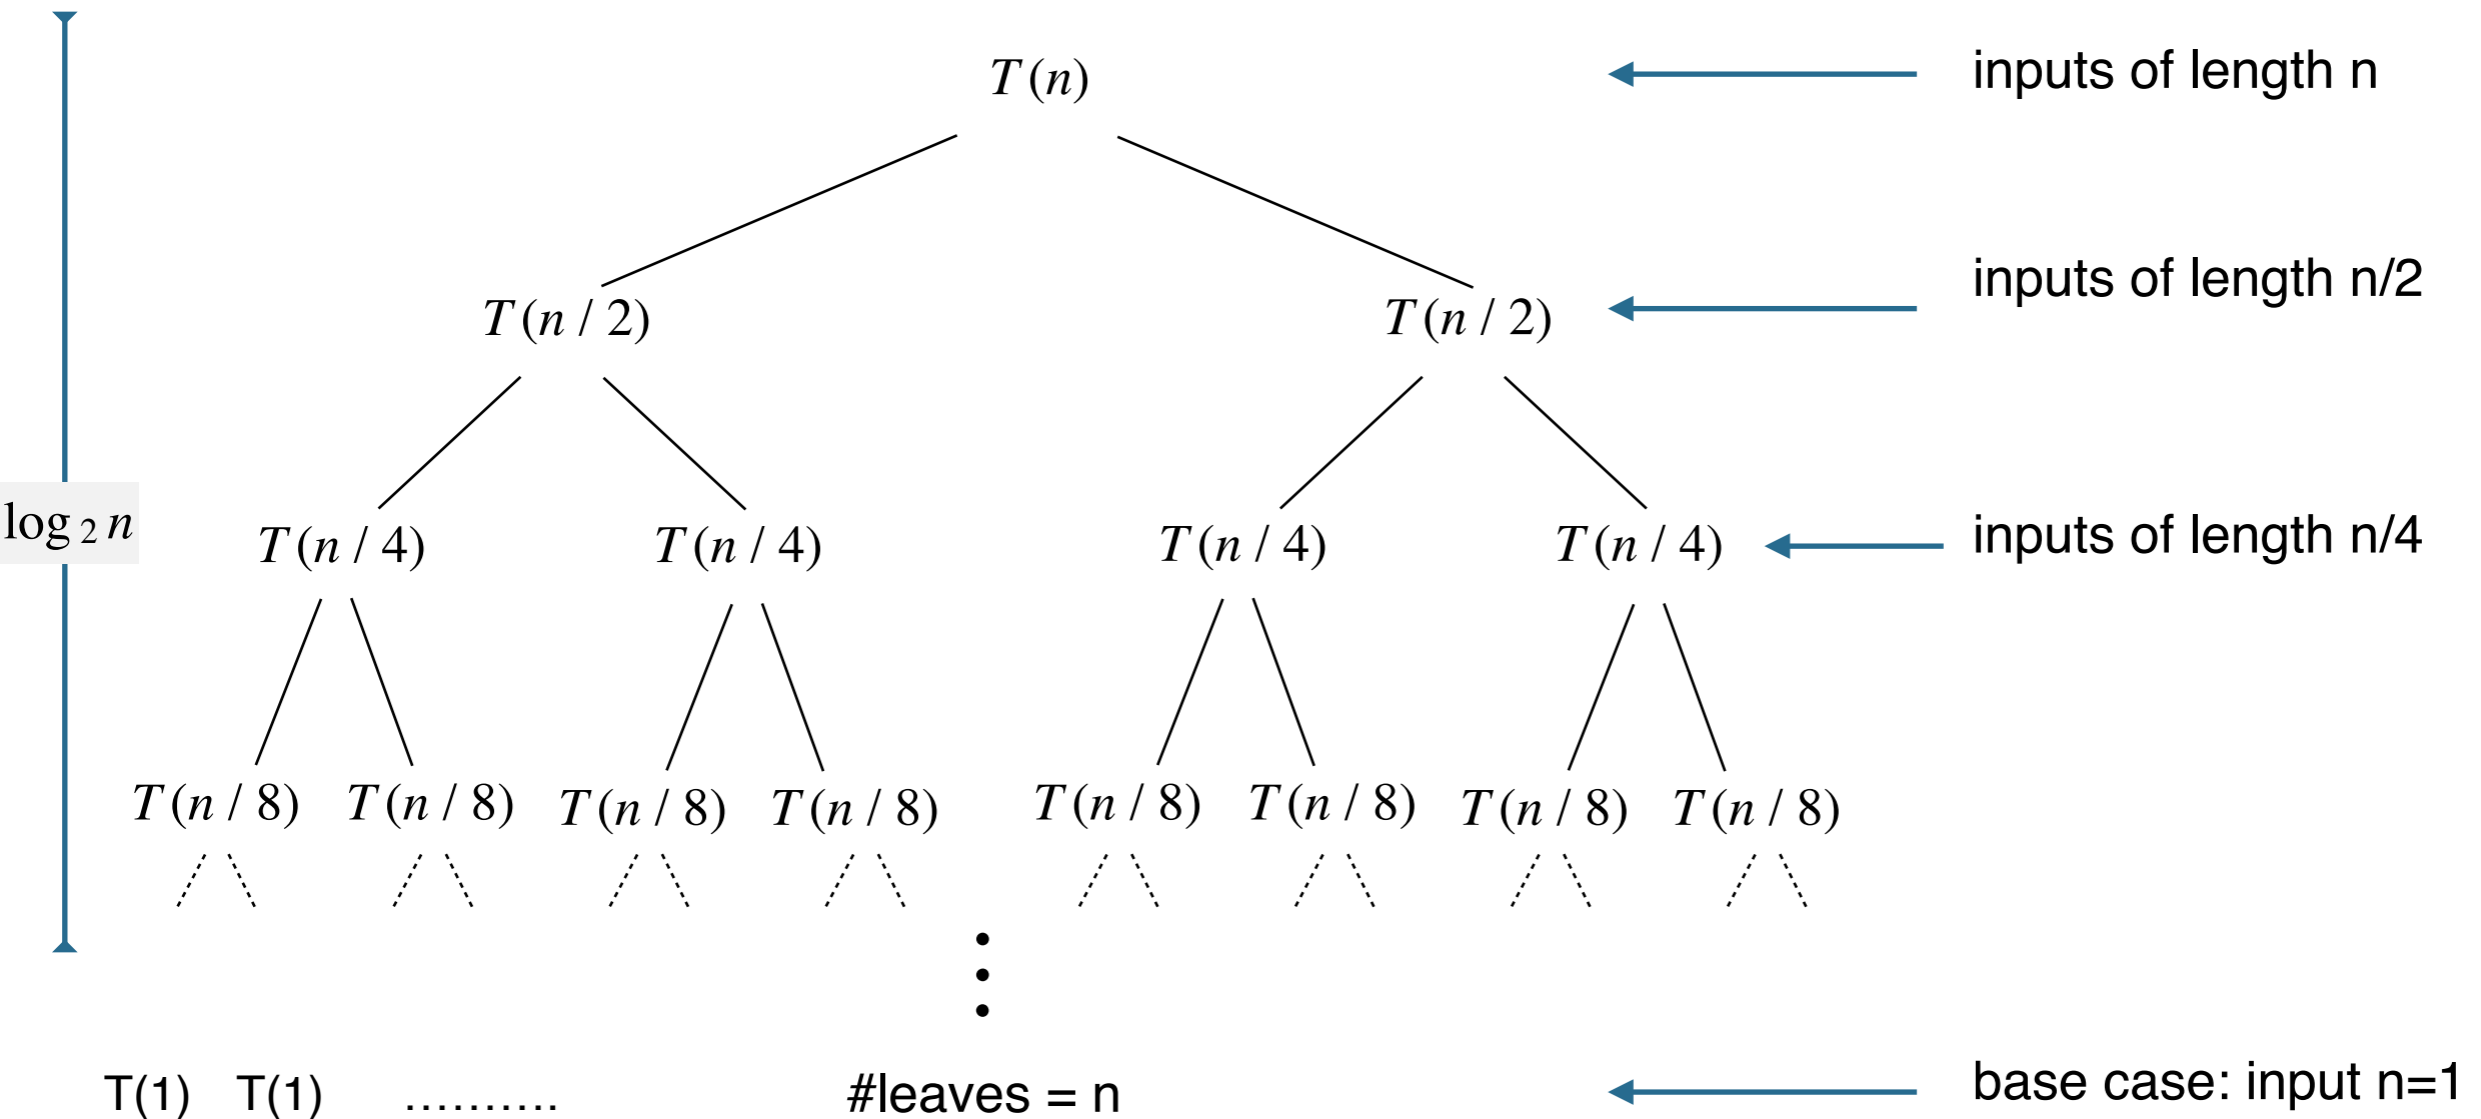 T(n)
inputs of length n
T(n / 2) T(n / 2)
inputs of length n/2
log 2 n
T(n / 4) T(n / 4) T(n / 4) T(n / 4)
inputs of length n/4
T(n / 8) T(n / 8) T(n / 8) T(n / 8) T(n / 8) T(n / 8) T(n / 8) T(n / 8)
T(1) T(1) ..........
#leaves = n
base case: input n=1